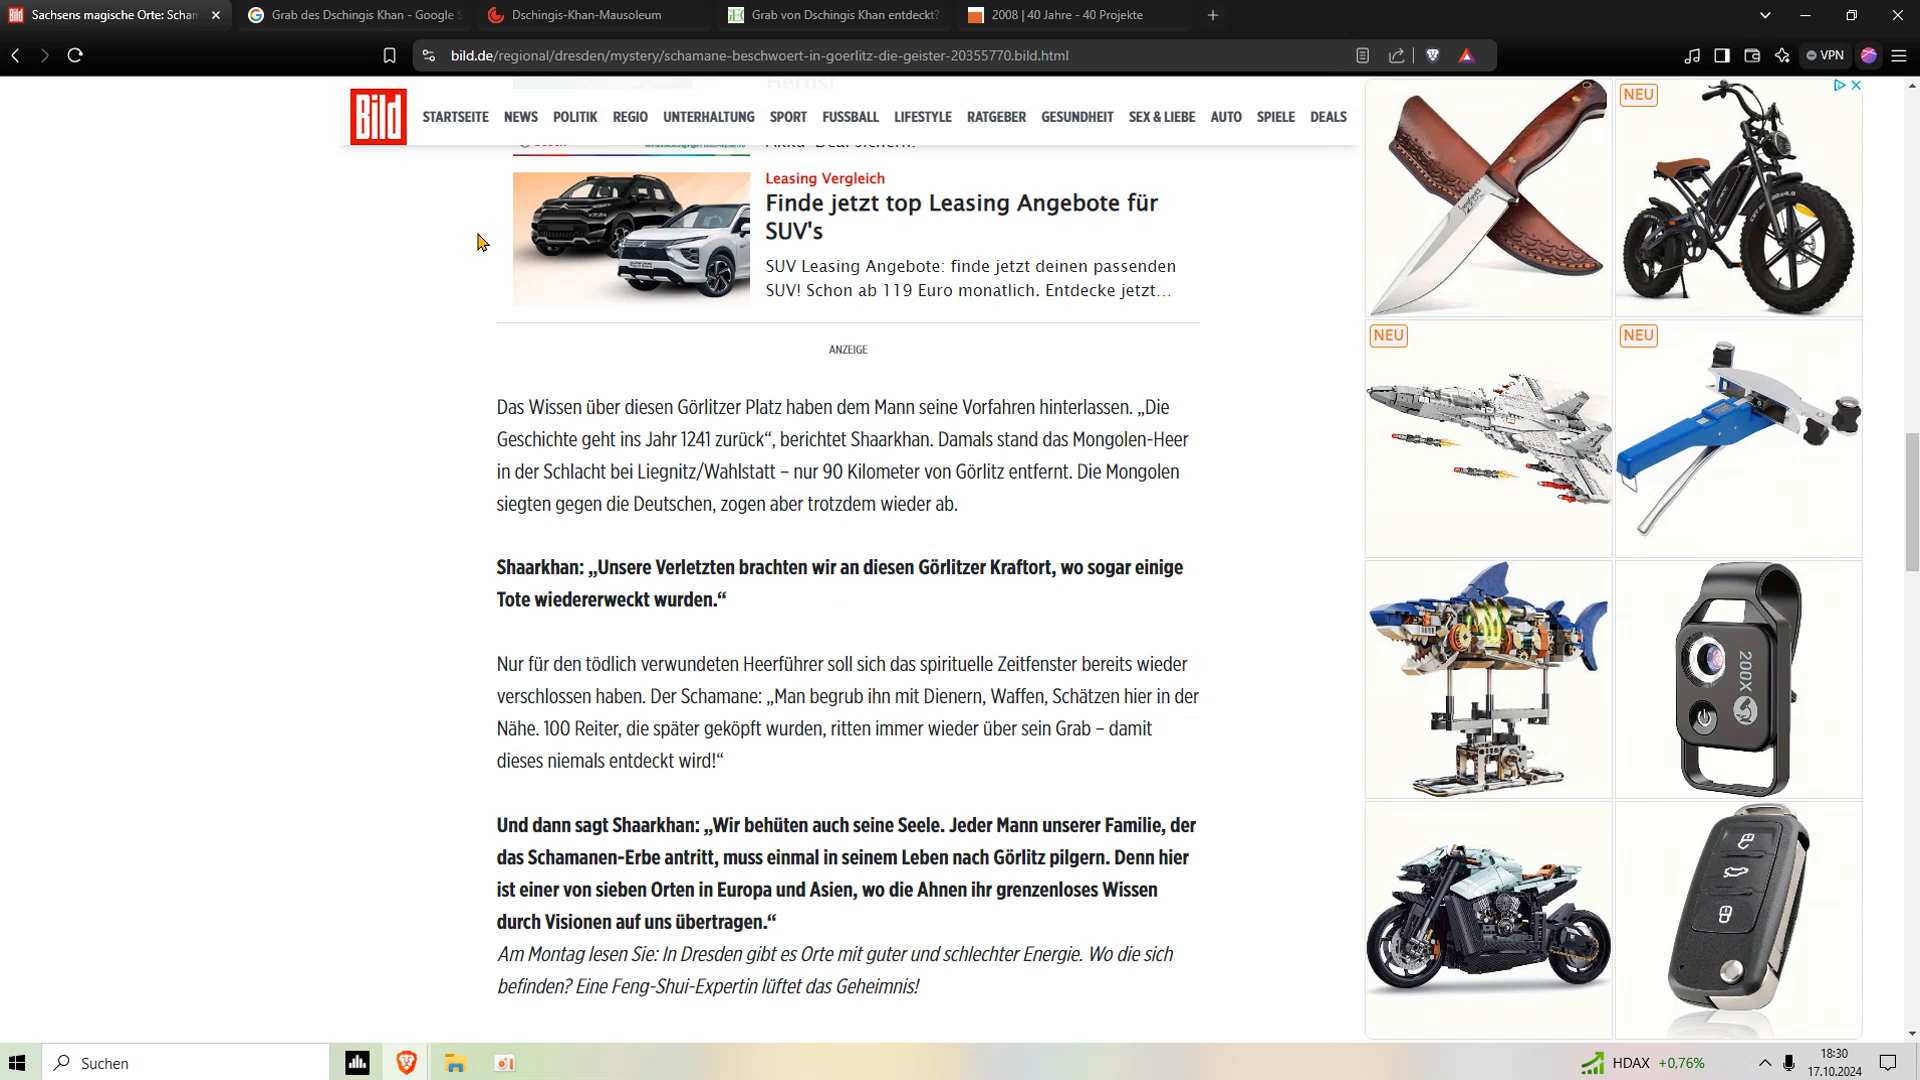 Sachsens magische Orte: Schan
Grab des Dschingis Khan - Google S
Dschingis-Khan-Mausoleum
Grab von Dschingis Khan entdeckt?
2008 | 40 Jahre - 40 Projekte
bild.de/regional/dresden/mystery/schamane-beschwoert-in-goerlitz-die-geister-20355770.bild.html
VPN
Herbst
Bild
STARTSEITE NEWS POLITIK REGIO UNTERHALTUNG SPORT FUSSBALL LIFESTYLE RATGEBER GESUNDHEIT SEX & LIEBE AUTO SPIELE DEALS
Leasing Vergleich
Finde jetzt top Leasing Angebote für
SUV's
SUV Leasing Angebote: finde jetzt deinen passenden
SUV! Schon ab 119 Euro monatlich. Entdecke jetzt...
ANZEIGE
Das Wissen über diesen Görlitzer Platz haben dem Mann seine Vorfahren hinterlassen. „Die
Geschichte geht ins Jahr 1241 zurück“, berichtet Shaarkhan. Damals stand das Mongolen-Heer
in der Schlacht bei Liegnitz/Wahlstatt – nur 90 Kilometer von Görlitz entfernt. Die Mongolen
siegten gegen die Deutschen, zogen aber trotzdem wieder ab.
Shaarkhan: „Unsere Verletzten brachten wir an diesen Görlitzer Kraftort, wo sogar einige
Tote wiedererweckt wurden.“
Nur für den tödlich verwundeten Heerführer soll sich das spirituelle Zeitfenster bereits wieder
verschlossen haben. Der Schamane: „Man begrub ihn mit Dienern, Waffen, Schätzen hier in der
Nähe. 100 Reiter, die später geköpft wurden, ritten immer wieder über sein Grab – damit
dieses niemals entdeckt wird!“
Und dann sagt Shaarkhan: „Wir behüten auch seine Seele. Jeder Mann unserer Familie, der
das Schamanen-Erbe antritt, muss einmal in seinem Leben nach Görlitz pilgern. Denn hier
ist einer von sieben Orten in Europa und Asien, wo die Ahnen ihr grenzenloses Wissen
durch Visionen auf uns übertragen.“
Am Montag lesen Sie: In Dresden gibt es Orte mit guter und schlechter Energie. Wo die sich
befinden? Eine Feng-Shui-Expertin lüftet das Geheimnis!
NEU
NEU
NEU
200X
Suchen
HDAX +0,76%
18:30
17.10.2024